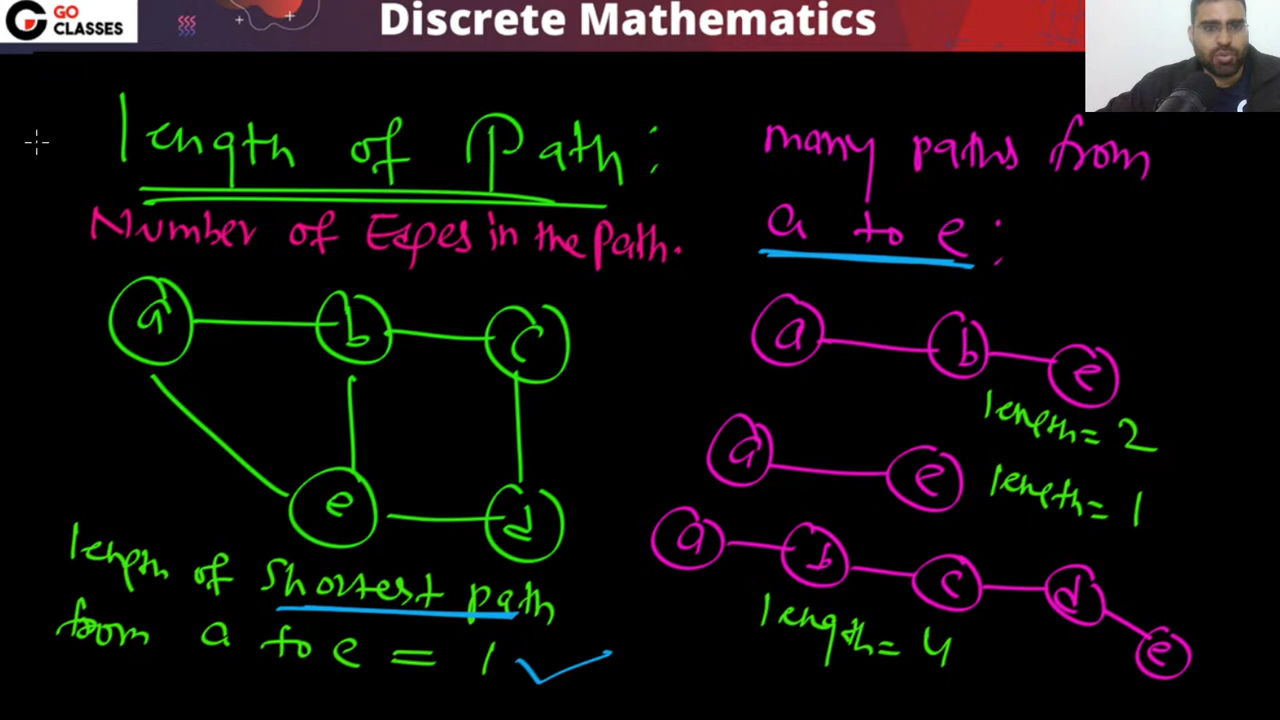 GO
CLASSES
Discrete Mathematics
length of Path:
Number of Edges in the Path.
a
b
c
e
d
length of shortest path
from a to e = 1
many paths from
a to e:
a b e
length = 2
a e
length = 1
a b c d e
length = 4